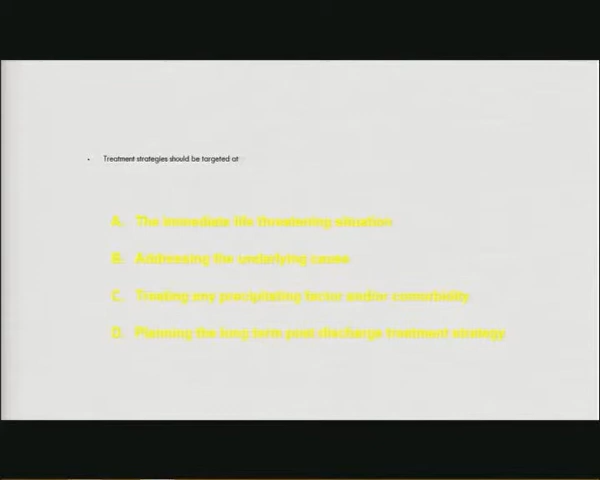 • Treatment strategies should be targeted at
A. The immediate life threatening situation
B. Addressing the underlying cause
C. Treating any precipitating factor and/or comorbidity
D. Planning the long term post discharge treatment strategy